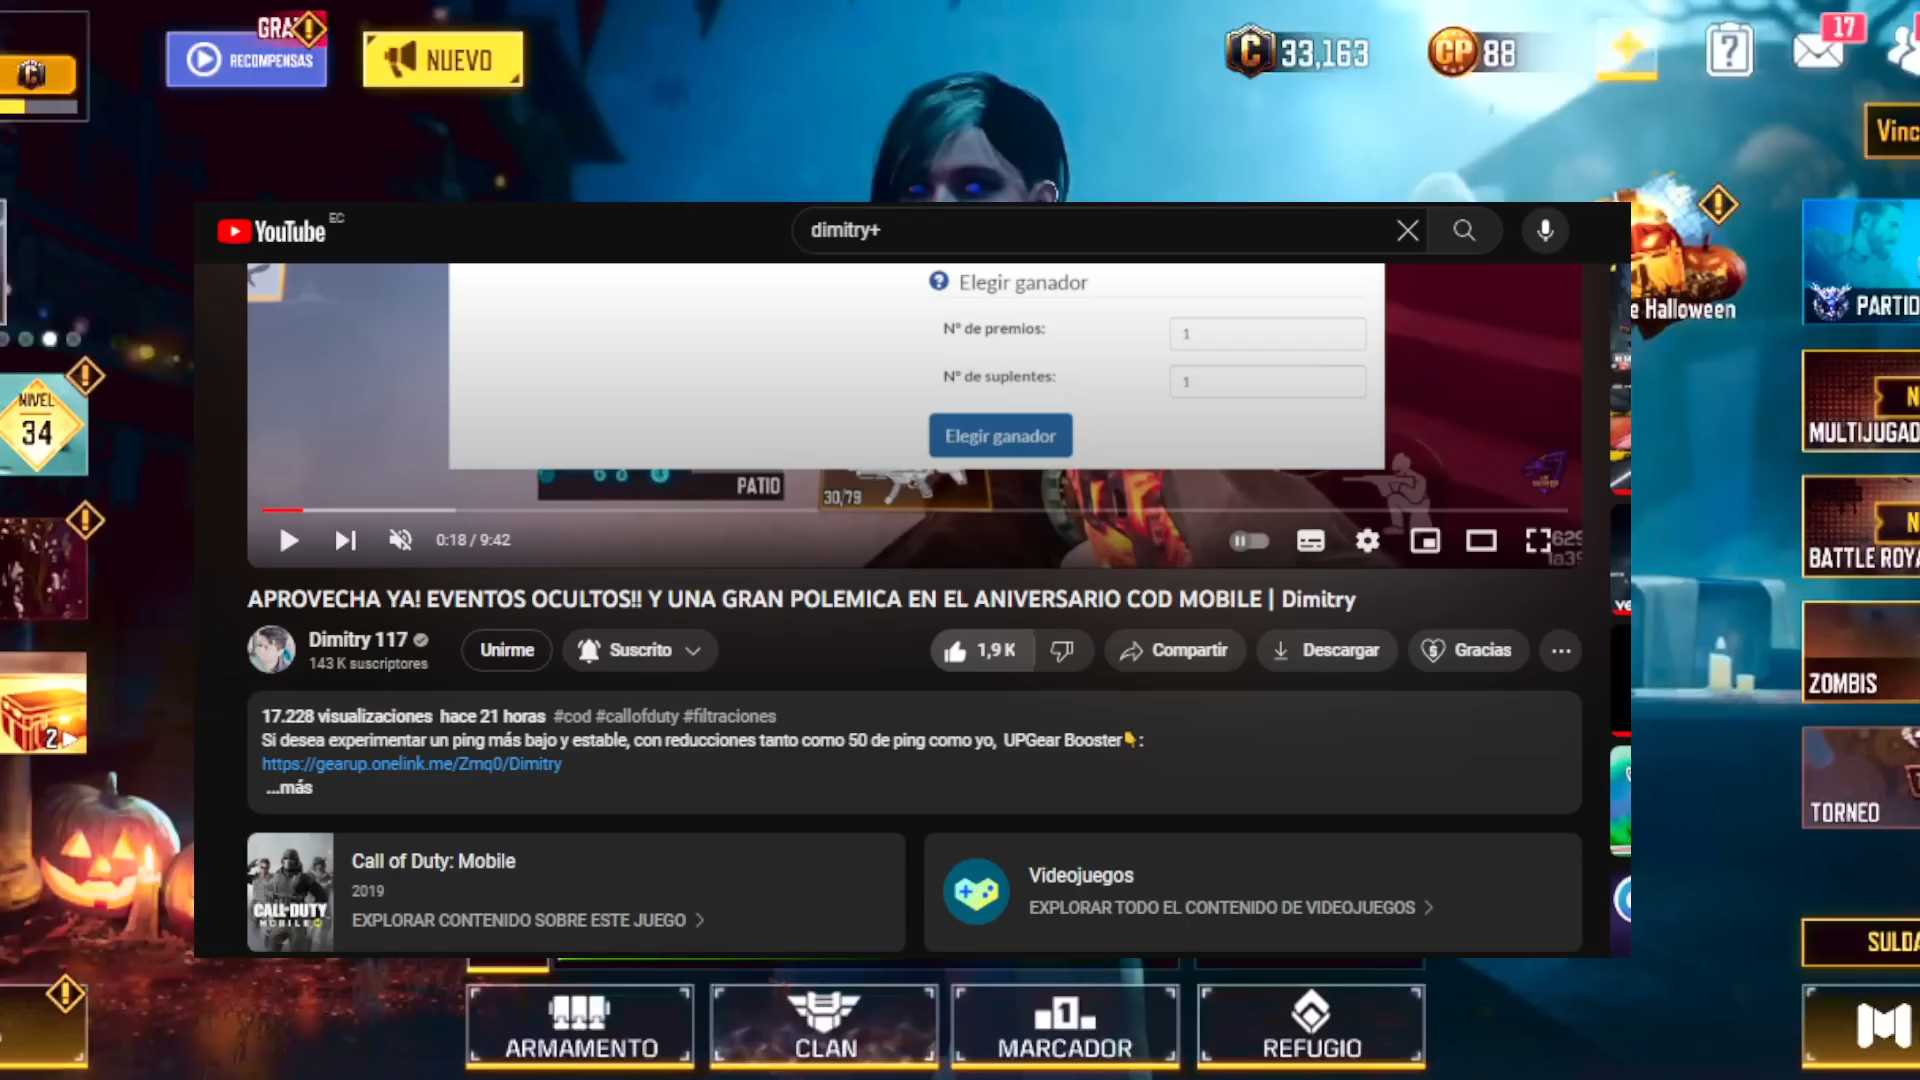 GRA
RECOMPENSAS
NUEVO
33,163
CP 88
17
Vinc
YouTube EC
dimitry+
e Halloween
PARTID
NIVEL
34
Elegir ganador
Nº de premios:
1
Nº de suplentes:
1
Elegir ganador
PATIO
30/79
0:18 / 9:42
MULTIJUGAD
BATTLE ROYA
ZOMBIS
TORNEO
APROVECHA YA! EVENTOS OCULTOS!! Y UNA GRAN POLEMICA EN EL ANIVERSARIO COD MOBILE | Dimitry
Dimitry 117
143 K suscriptores
Unirme
Suscrito
1,9 K
Compartir
Descargar
Gracias
17.228 visualizaciones hace 21 horas #cod #callofduty #filtraciones
Si desea experimentar un ping más bajo y estable, con reducciones tanto como 50 de ping como yo, UPGear Booster👇:
https://gearup.onelink.me/Zmq0/Dimitry
...más
2
CALL OF DUTY
MOBILE
Call of Duty: Mobile
2019
EXPLORAR CONTENIDO SOBRE ESTE JUEGO
Videojuegos
EXPLORAR TODO EL CONTENIDO DE VIDEOJUEGOS
SULDA
ARMAMENTO
CLAN
1
MARCADOR
REFUGIO